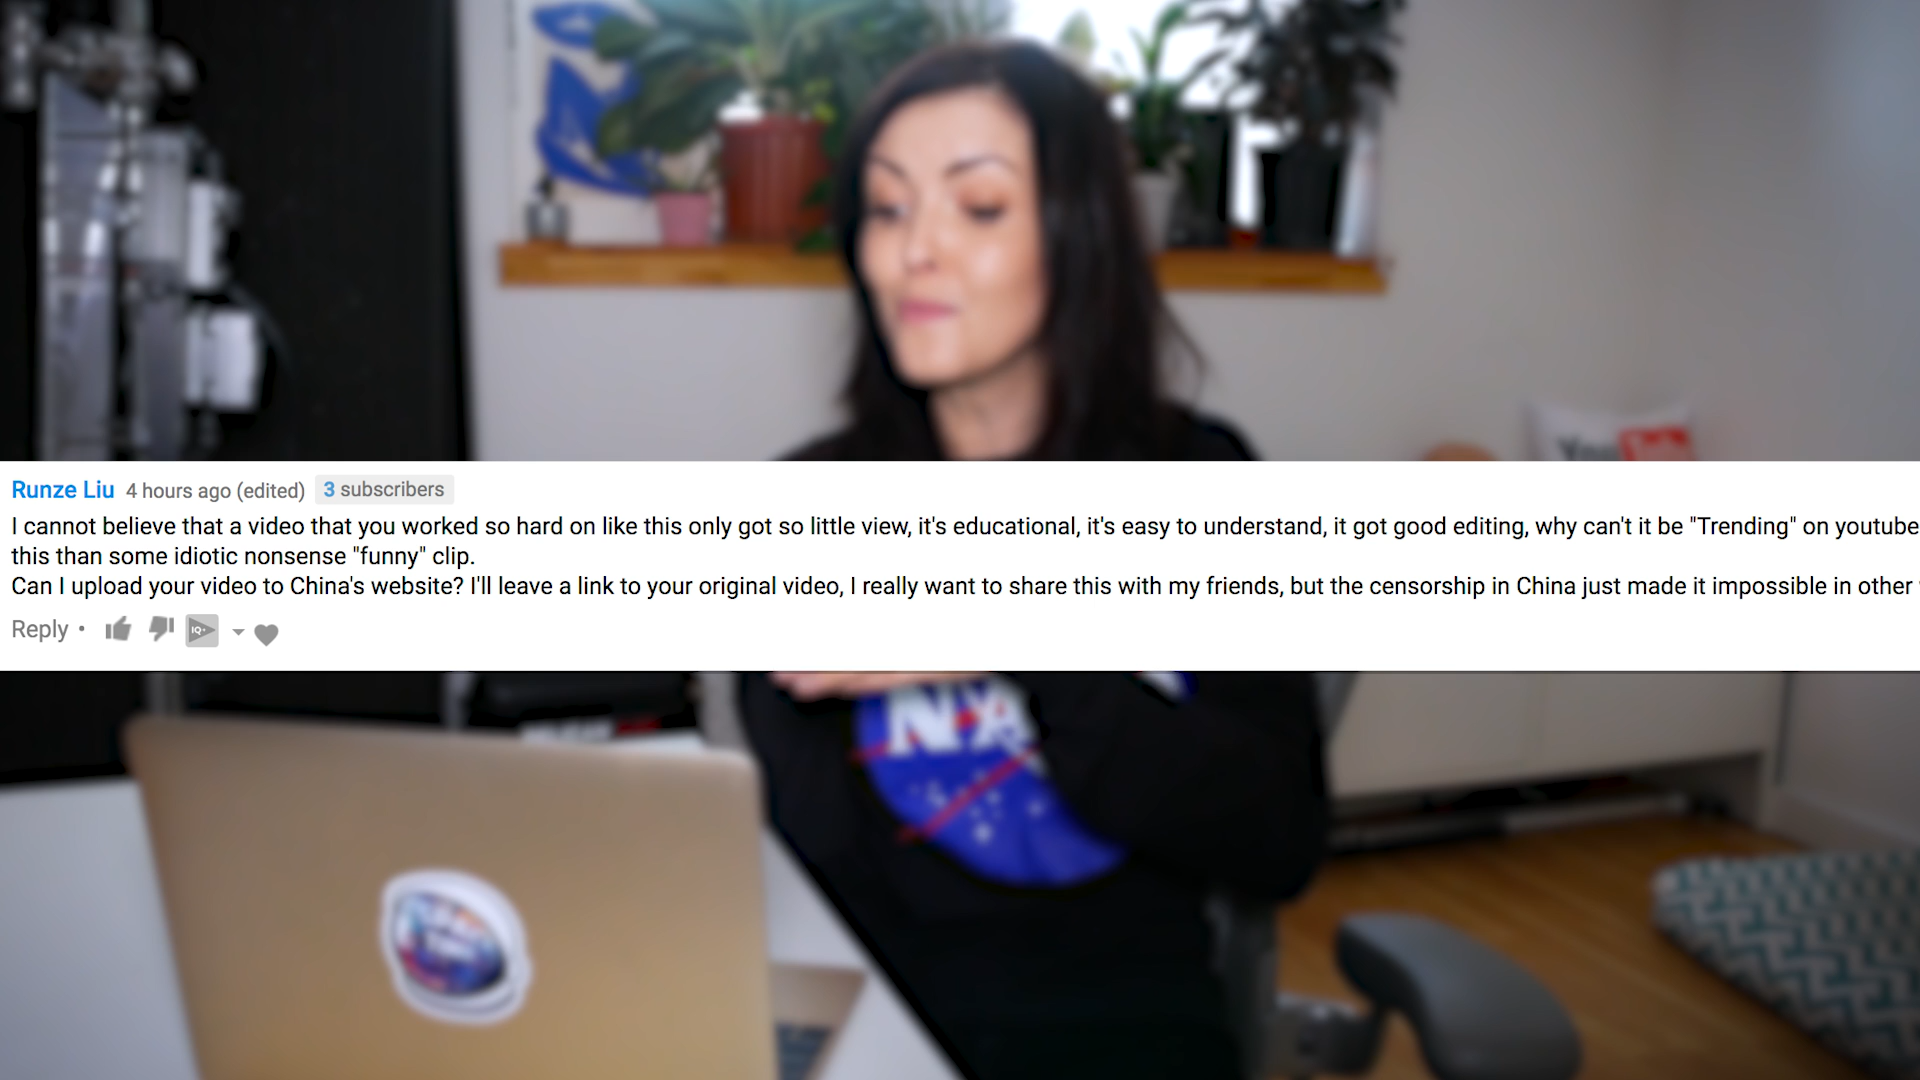 Runze Liu 4 hours ago (edited) 3 subscribers
I cannot believe that a video that you worked so hard on like this only got so little view, it's educational, it's easy to understand, it got good editing, why can't it be "Trending" on youtube
this than some idiotic nonsense "funny" clip.
Can I upload your video to China's website? I'll leave a link to your original video, I really want to share this with my friends, but the censorship in China just made it impossible in other
Reply •
IQ